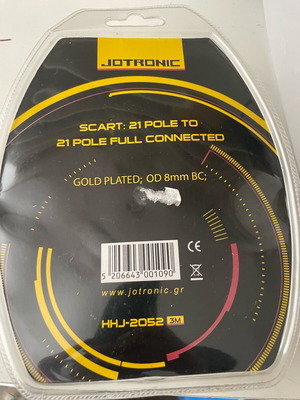 JOTRONIC
SCART: 21 POLE TO
21 POLE FULL CONNECTED
GOLD PLATED; OD 8mm BC;
5 206643 001090
CE
www.jotronic.gr
HHJ-2052 3M